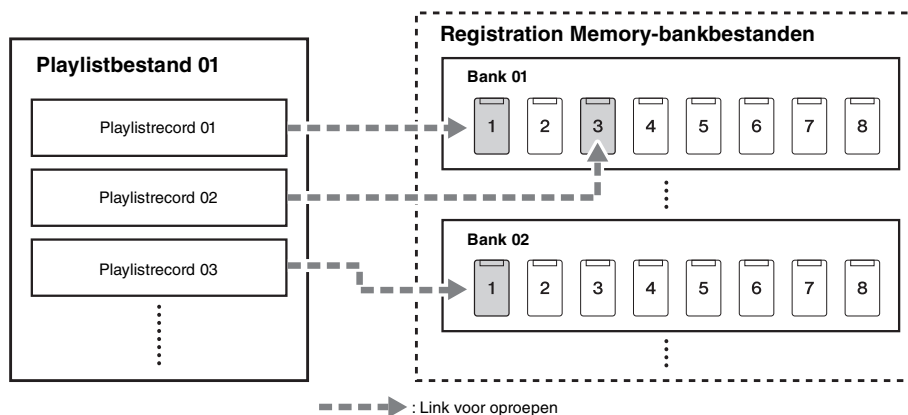 Playlistbestand 01
Playlistrecord 01
Playlistrecord 02
Playlistrecord 03
Registration Memory-bankbestanden
Bank 01
1 2 3 4 5 6 7 8
Bank 02
1 2 3 4 5 6 7 8
: Link voor oproepen